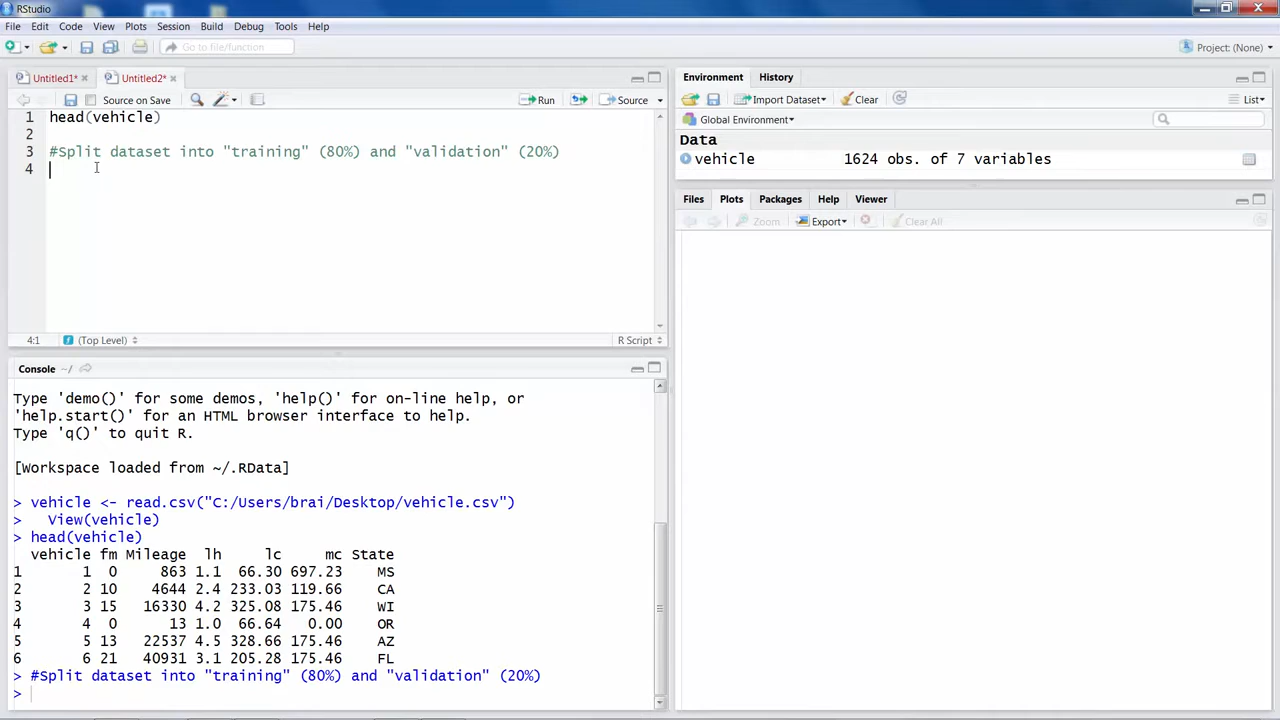 RStudio
File Edit Code View Plots Session Build Debug Tools Help
Go to file/function
Project: (None)
Untitled1* Untitled2*
Source on Save Run Source
1 head(vehicle)
2
3 #Split dataset into "training" (80%) and "validation" (20%)
4
4:1 (Top Level) R Script
Console ~/
Type 'demo()' for some demos, 'help()' for on-line help, or
'help.start()' for an HTML browser interface to help.
Type 'q()' to quit R.
[Workspace loaded from ~/.RData]
> vehicle <- read.csv("C:/Users/brai/Desktop/vehicle.csv")
> View(vehicle)
> head(vehicle)
vehicle fm Mileage lh lc mc State
1 1 0 863 1.1 66.30 697.23 MS
2 2 10 4644 2.4 233.03 119.66 CA
3 3 15 16330 4.2 325.08 175.46 WI
4 4 0 13 1.0 66.64 0.00 OR
5 5 13 22537 4.5 328.66 175.46 AZ
6 6 21 40931 3.1 205.28 175.46 FL
> #Split dataset into "training" (80%) and "validation" (20%)
>
Environment History
Import Dataset Clear List
Global Environment
Data
vehicle 1624 obs. of 7 variables
Files Plots Packages Help Viewer
Zoom Export Clear All